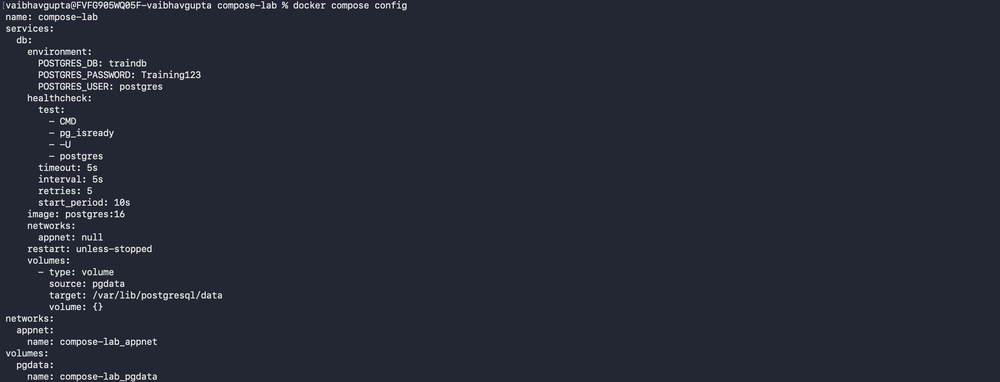 [vaibhavgupta@FVFG905WQ05F-vaibhavgupta compose-lab % docker compose config
name: compose-lab
services:
  db:
    environment:
      POSTGRES_DB: traindb
      POSTGRES_PASSWORD: Training123
      POSTGRES_USER: postgres
    healthcheck:
      test:
        - CMD
        - pg_isready
        - -U
        - postgres
      timeout: 5s
      interval: 5s
      retries: 5
      start_period: 10s
    image: postgres:16
    networks:
      appnet: null
    restart: unless-stopped
    volumes:
      - type: volume
        source: pgdata
        target: /var/lib/postgresql/data
        volume: {}
networks:
  appnet:
    name: compose-lab_appnet
volumes:
  pgdata:
    name: compose-lab_pgdata